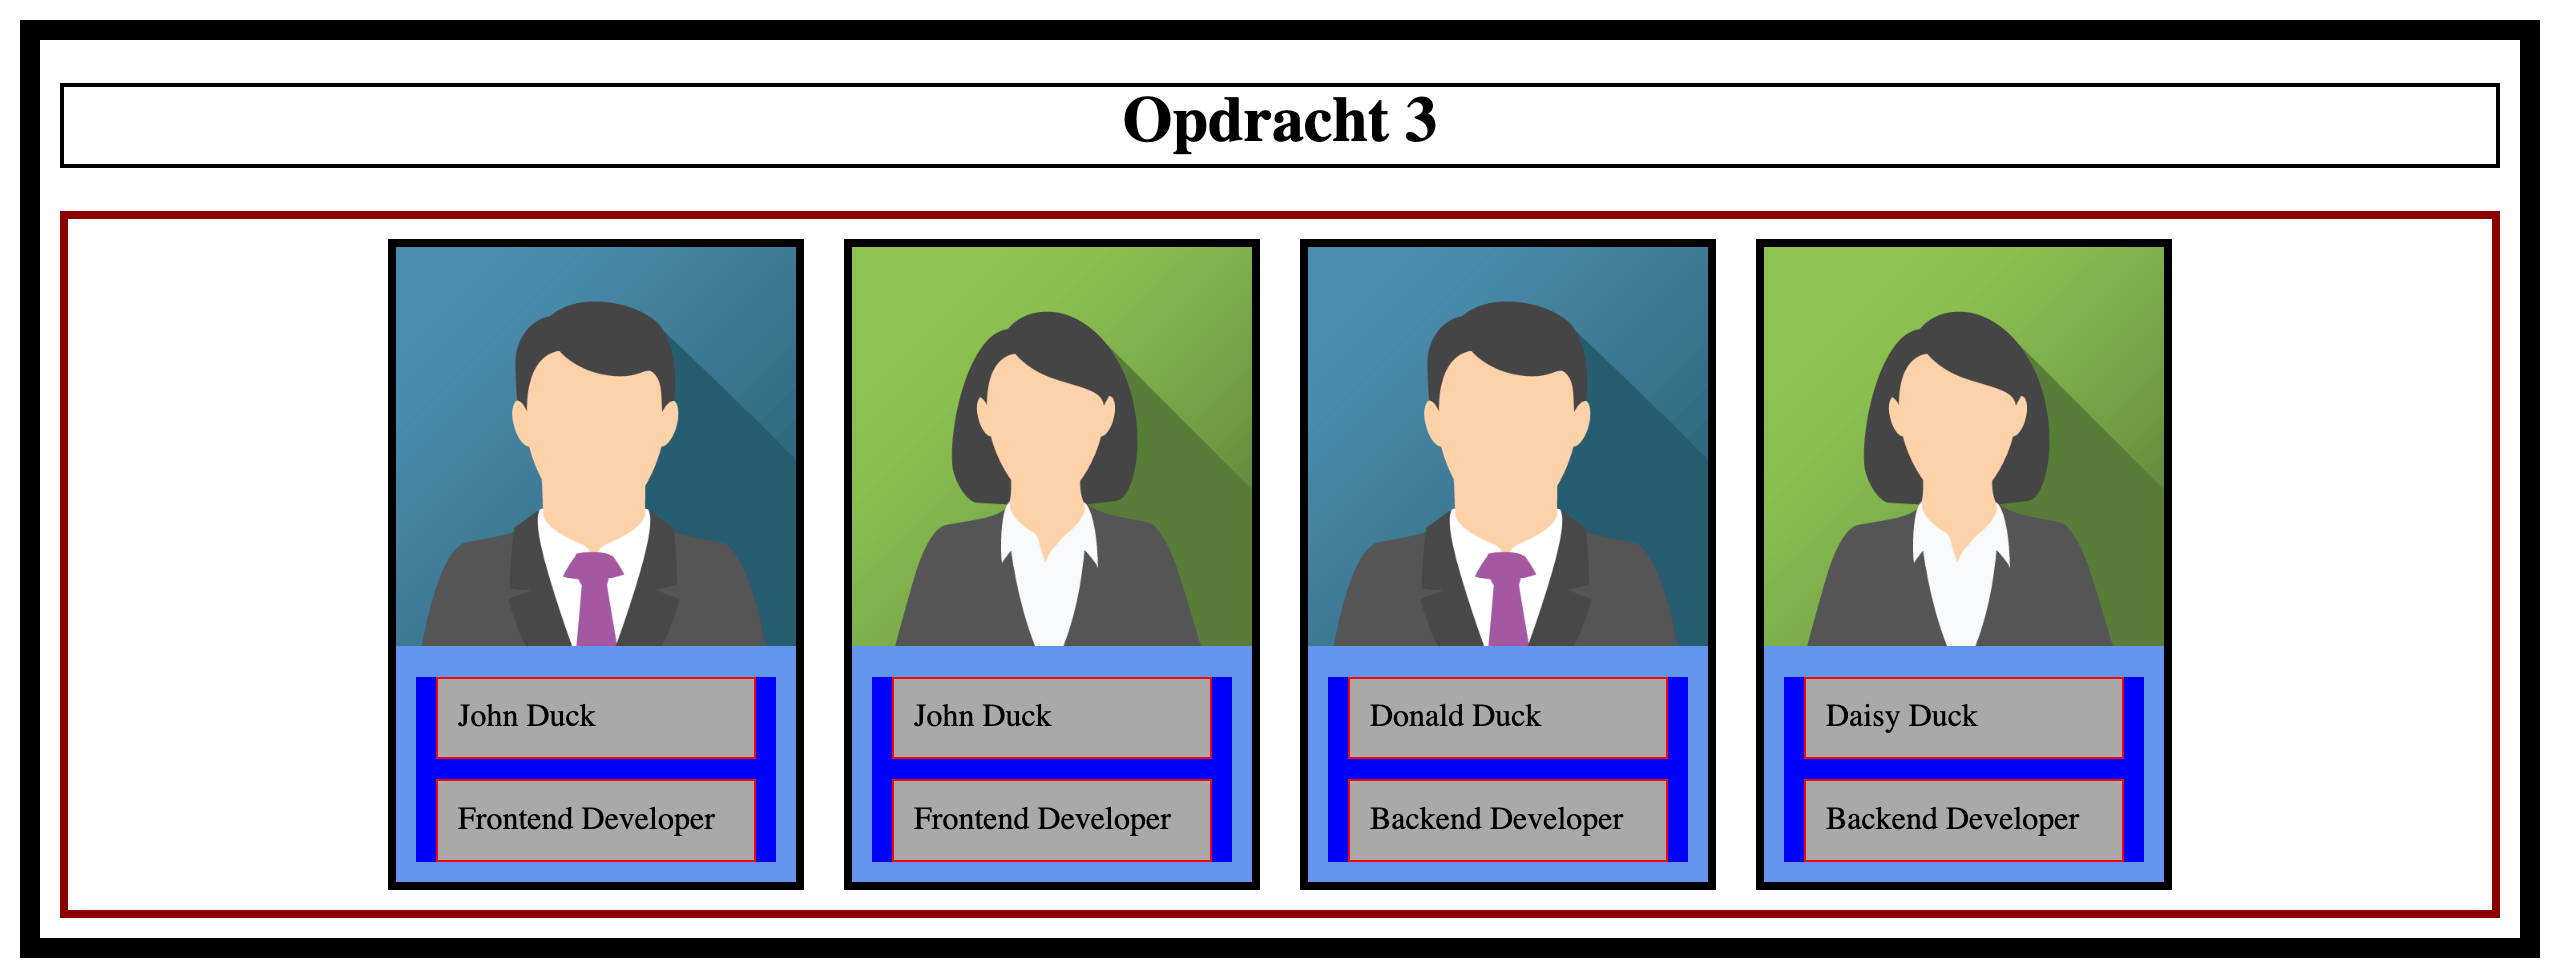 Opdracht 3
John Duck
Frontend Developer
John Duck
Frontend Developer
Donald Duck
Backend Developer
Daisy Duck
Backend Developer